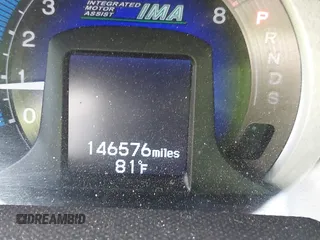 INTEGRATED
MOTOR
ASSIST
IMA
3
2
1
0
8
P
R
N
D
S
146576miles
81°F
DREAMBID